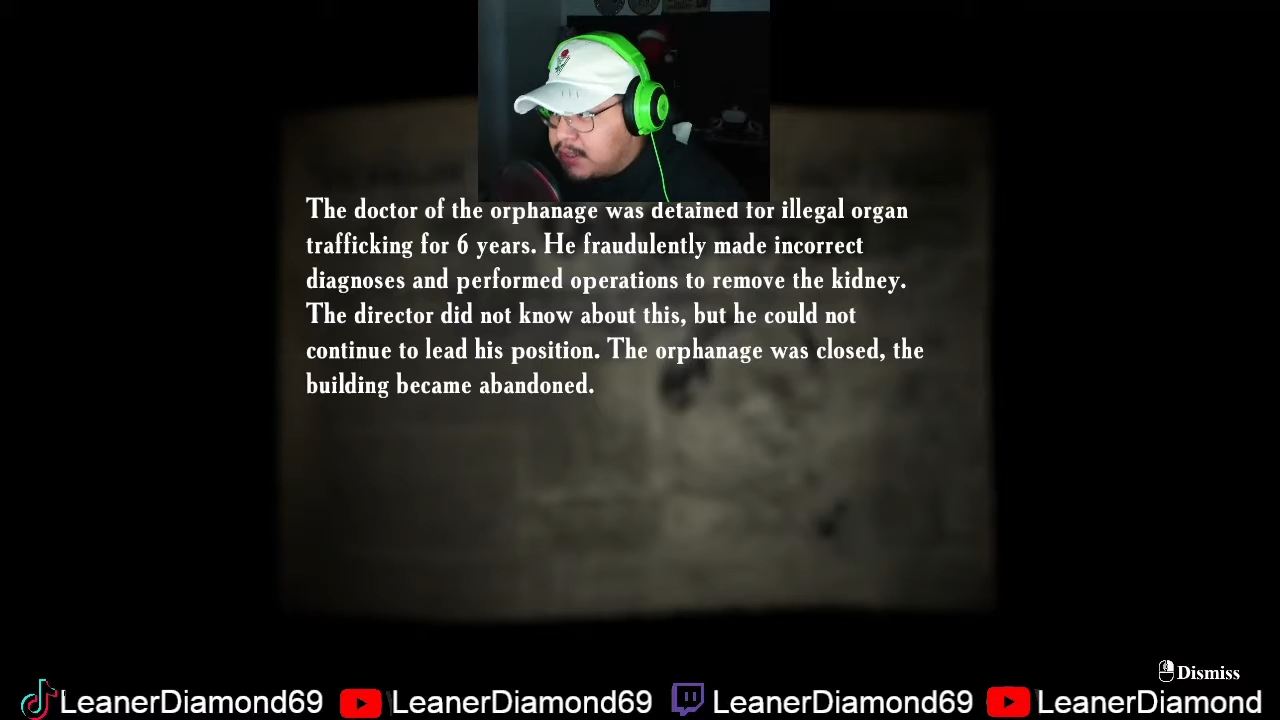 The doctor of the orphanage was detained for illegal organ
trafficking for 6 years. He fraudulently made incorrect
diagnoses and performed operations to remove the kidney.
The director did not know about this, but he could not
continue to lead his position. The orphanage was closed, the
building became abandoned.
Dismiss
LeanerDiamond69 LeanerDiamond69 LeanerDiamond69 LeanerDiamond